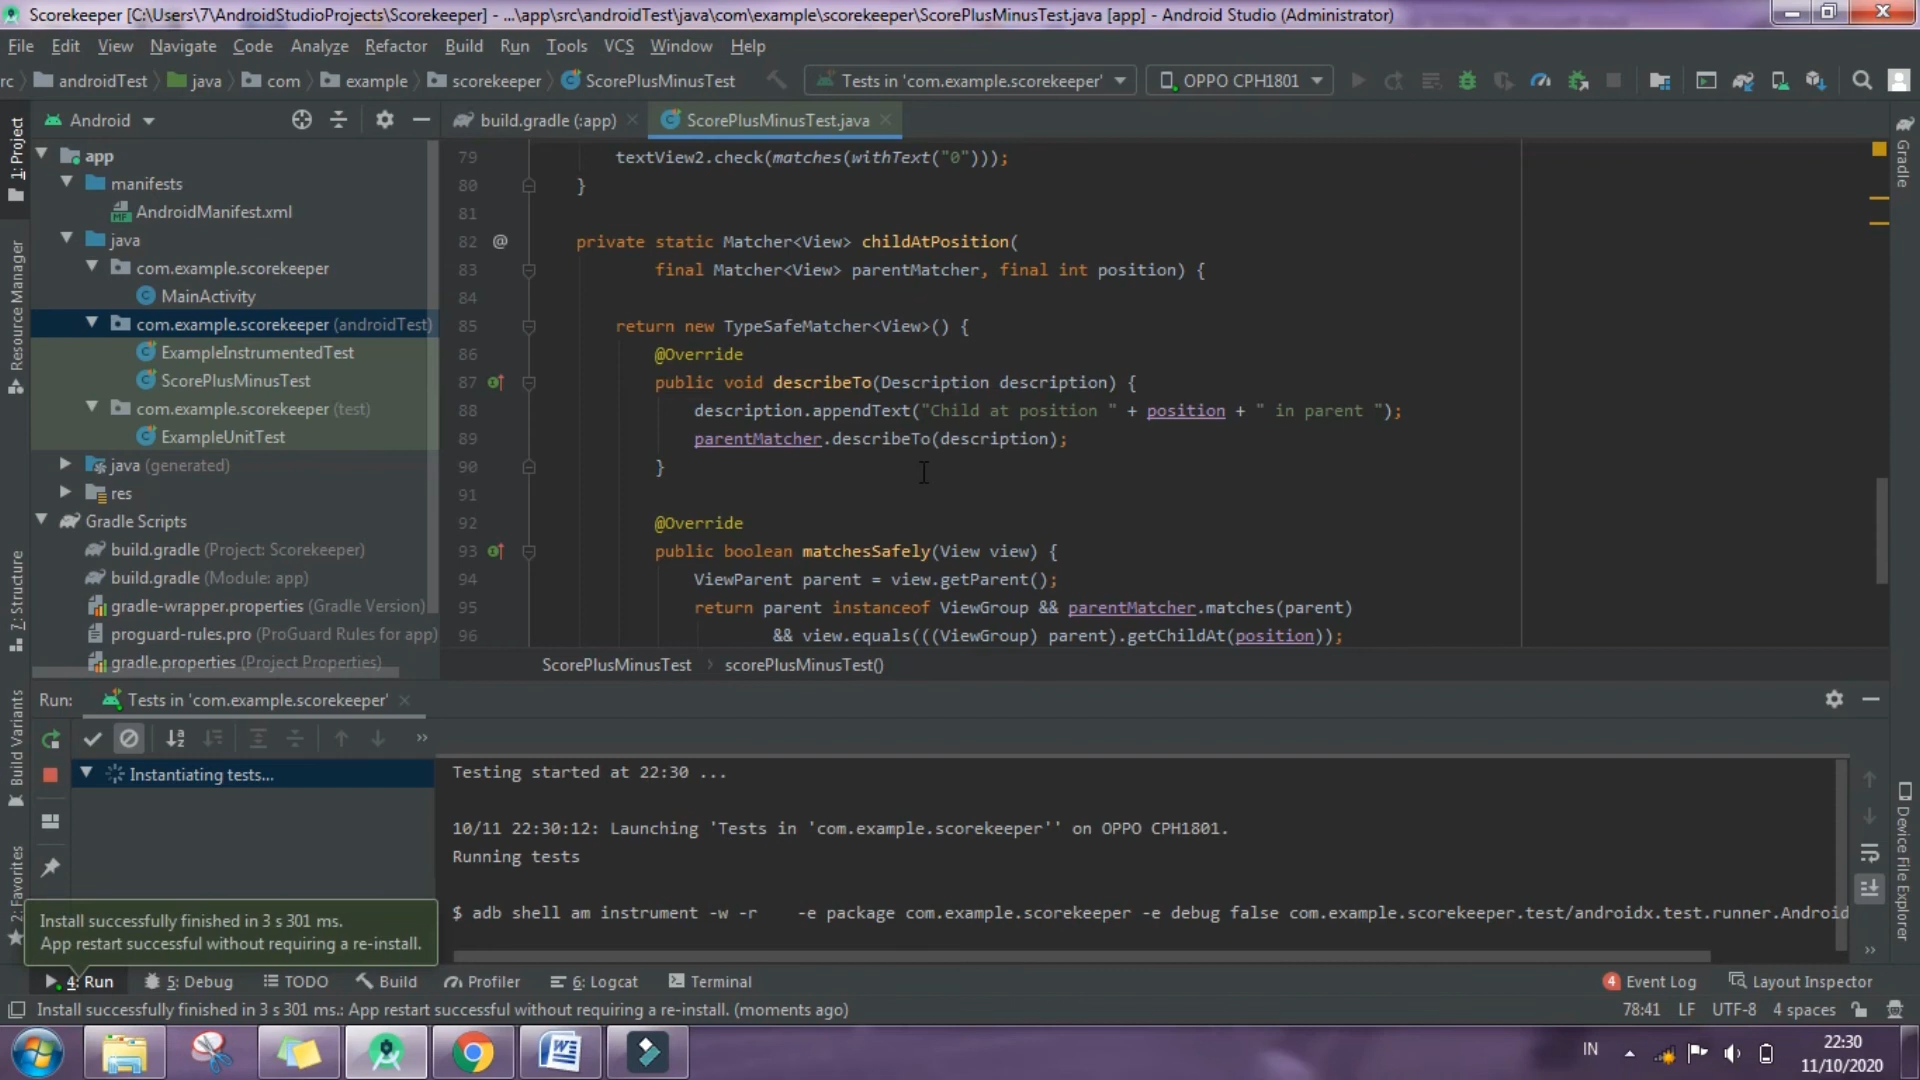 Scorekeeper [C:\Users\7\AndroidStudioProjects\Scorekeeper] - ...\app\src\androidTest\java\com\example\scorekeeper\ScorePlusMinusTest.java [app] - Android Studio (Administrator)
File Edit View Navigate Code Analyze Refactor Build Run Tools VCS Window Help
rc androidTest java com example scorekeeper ScorePlusMinusTest Tests in 'com.example.scorekeeper' OPPO CPH1801
Android build.gradle (:app) ScorePlusMinusTest.java
1: Project
Resource Manager
7: Structure
Build Variants
2: Favorites
app
manifests
AndroidManifest.xml
java
com.example.scorekeeper
MainActivity
com.example.scorekeeper (androidTest)
ExampleInstrumentedTest
ScorePlusMinusTest
com.example.scorekeeper (test)
ExampleUnitTest
java (generated)
res
Gradle Scripts
build.gradle (Project: Scorekeeper)
build.gradle (Module: app)
gradle-wrapper.properties (Gradle Version)
proguard-rules.pro (ProGuard Rules for app)
gradle.properties (Project Properties)
79 textView2.check(matches(withText("0")));
80 }
81
82 @ private static Matcher<View> childAtPosition(
83 final Matcher<View> parentMatcher, final int position) {
84
85 return new TypeSafeMatcher<View>() {
86 @Override
87 public void describeTo(Description description) {
88 description.appendText("Child at position " + position + " in parent ");
89 parentMatcher.describeTo(description);
90 }
91
92 @Override
93 public boolean matchesSafely(View view) {
94 ViewParent parent = view.getParent();
95 return parent instanceof ViewGroup && parentMatcher.matches(parent)
96 && view.equals(((ViewGroup) parent).getChildAt(position));
ScorePlusMinusTest scorePlusMinusTest()
Gradle
Device File Explorer
Run: Tests in 'com.example.scorekeeper'
Instantiating tests...
Testing started at 22:30 ...
10/11 22:30:12: Launching 'Tests in 'com.example.scorekeeper'' on OPPO CPH1801.
Running tests
$ adb shell am instrument -w -r    -e package com.example.scorekeeper -e debug false com.example.scorekeeper.test/androidx.test.runner.Android
Install successfully finished in 3 s 301 ms.
App restart successful without requiring a re-install.
4: Run 5: Debug TODO Build Profiler 6: Logcat Terminal 4 Event Log Layout Inspector
Install successfully finished in 3 s 301 ms.: App restart successful without requiring a re-install. (moments ago) 78:41 LF UTF-8 4 spaces
IN 22:30
11/10/2020